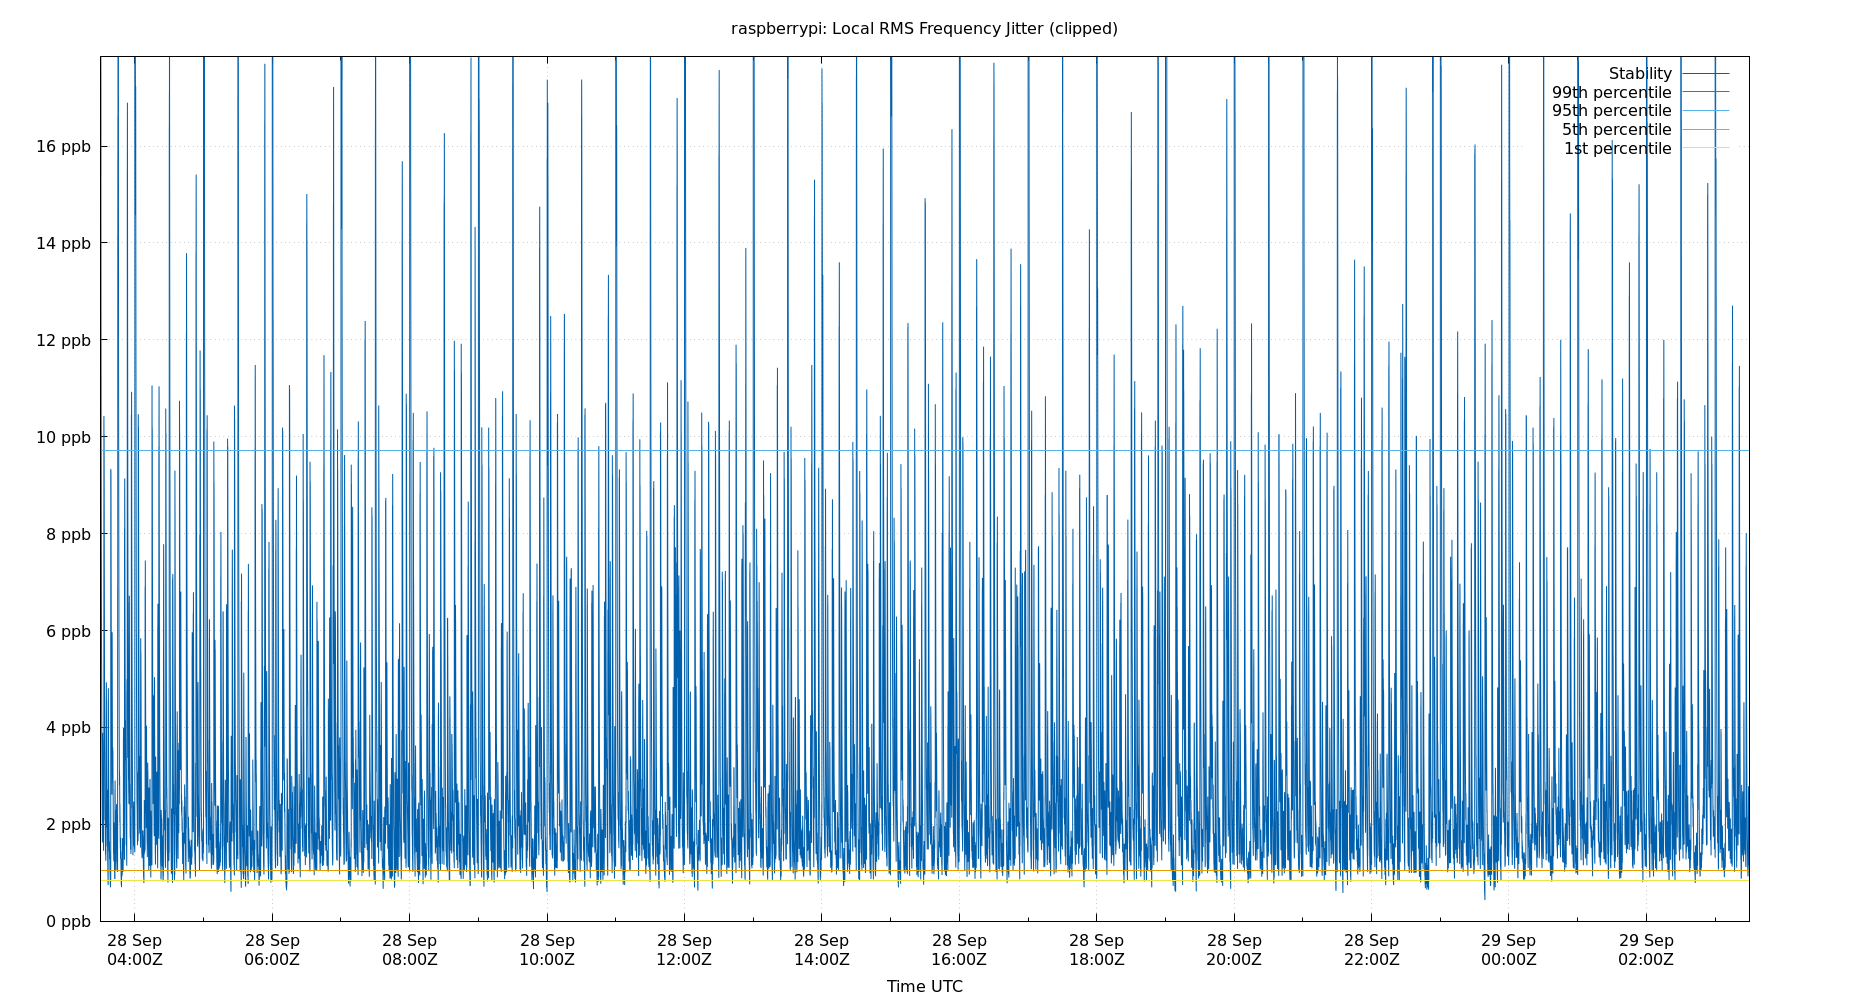 raspberrypi: Local RMS Frequency Jitter (clipped)
Stability
99th percentile
95th percentile
5th percentile
1st percentile
16 ppb
14 ppb
12 ppb
10 ppb
8 ppb
6 ppb
4 ppb
2 ppb
0 ppb
28 Sep 28 Sep 28 Sep 28 Sep 28 Sep 28 Sep 28 Sep 28 Sep 28 Sep 28 Sep 29 Sep 29 Sep
04:00Z 06:00Z 08:00Z 10:00Z 12:00Z 14:00Z 16:00Z 18:00Z 20:00Z 22:00Z 00:00Z 02:00Z
Time UTC